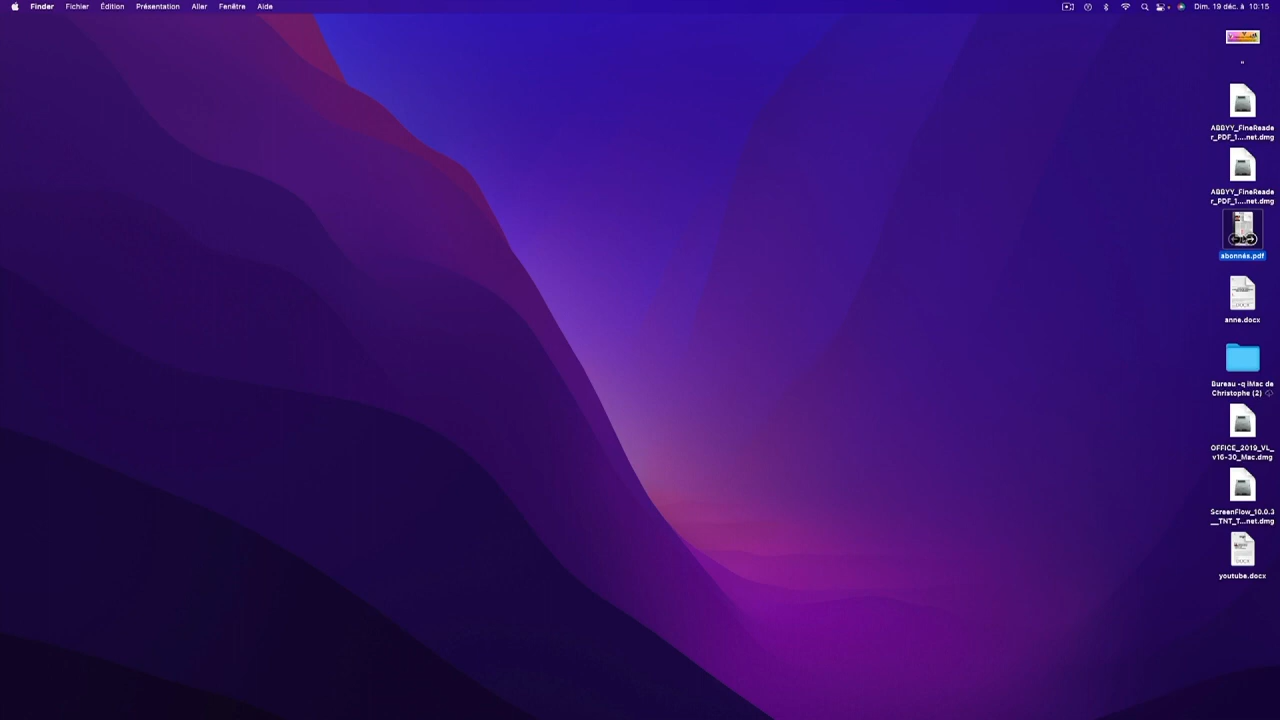 Finder Fichier Édition Présentation Aller Fenêtre Aide Dim. 19 déc. à 10:15
"
ABBYY_FineReade
r_PDF_1....net.dmg
ABBYY_FineReade
r_PDF_1....net.dmg
abonnés.pdf
anne.docx
Bureau -q iMac de
Christophe (2)
OFFICE_2019_VL_
v16-30_Mac.dmg
ScreenFlow_10.0.3
__TNT_T...net.dmg
youtube.docx